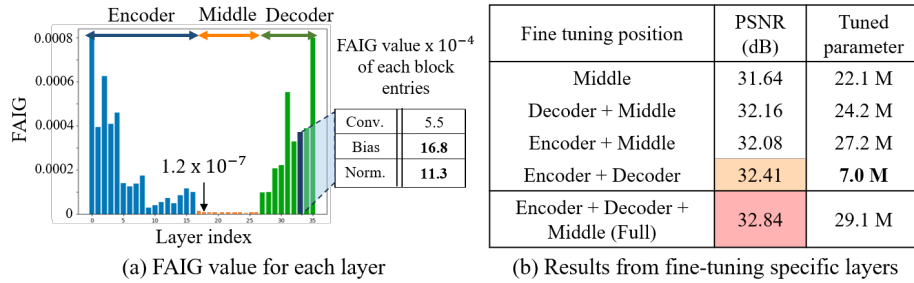 Encoder Middle Decoder
0.0008
0.0006
0.0004
0.0002
0
FAIG
1.2 x 10⁻⁷
0 5 10 15 20 25 30 35
Layer index
FAIG value x 10⁻⁴
of each block
entries
Conv. 5.5
Bias 16.8
Norm. 11.3
(a) FAIG value for each layer
Fine tuning position PSNR (dB) Tuned parameter
Middle 31.64 22.1 M
Decoder + Middle 32.16 24.2 M
Encoder + Middle 32.08 27.2 M
Encoder + Decoder 32.41 7.0 M
Encoder + Decoder +
Middle (Full) 32.84 29.1 M
(b) Results from fine-tuning specific layers